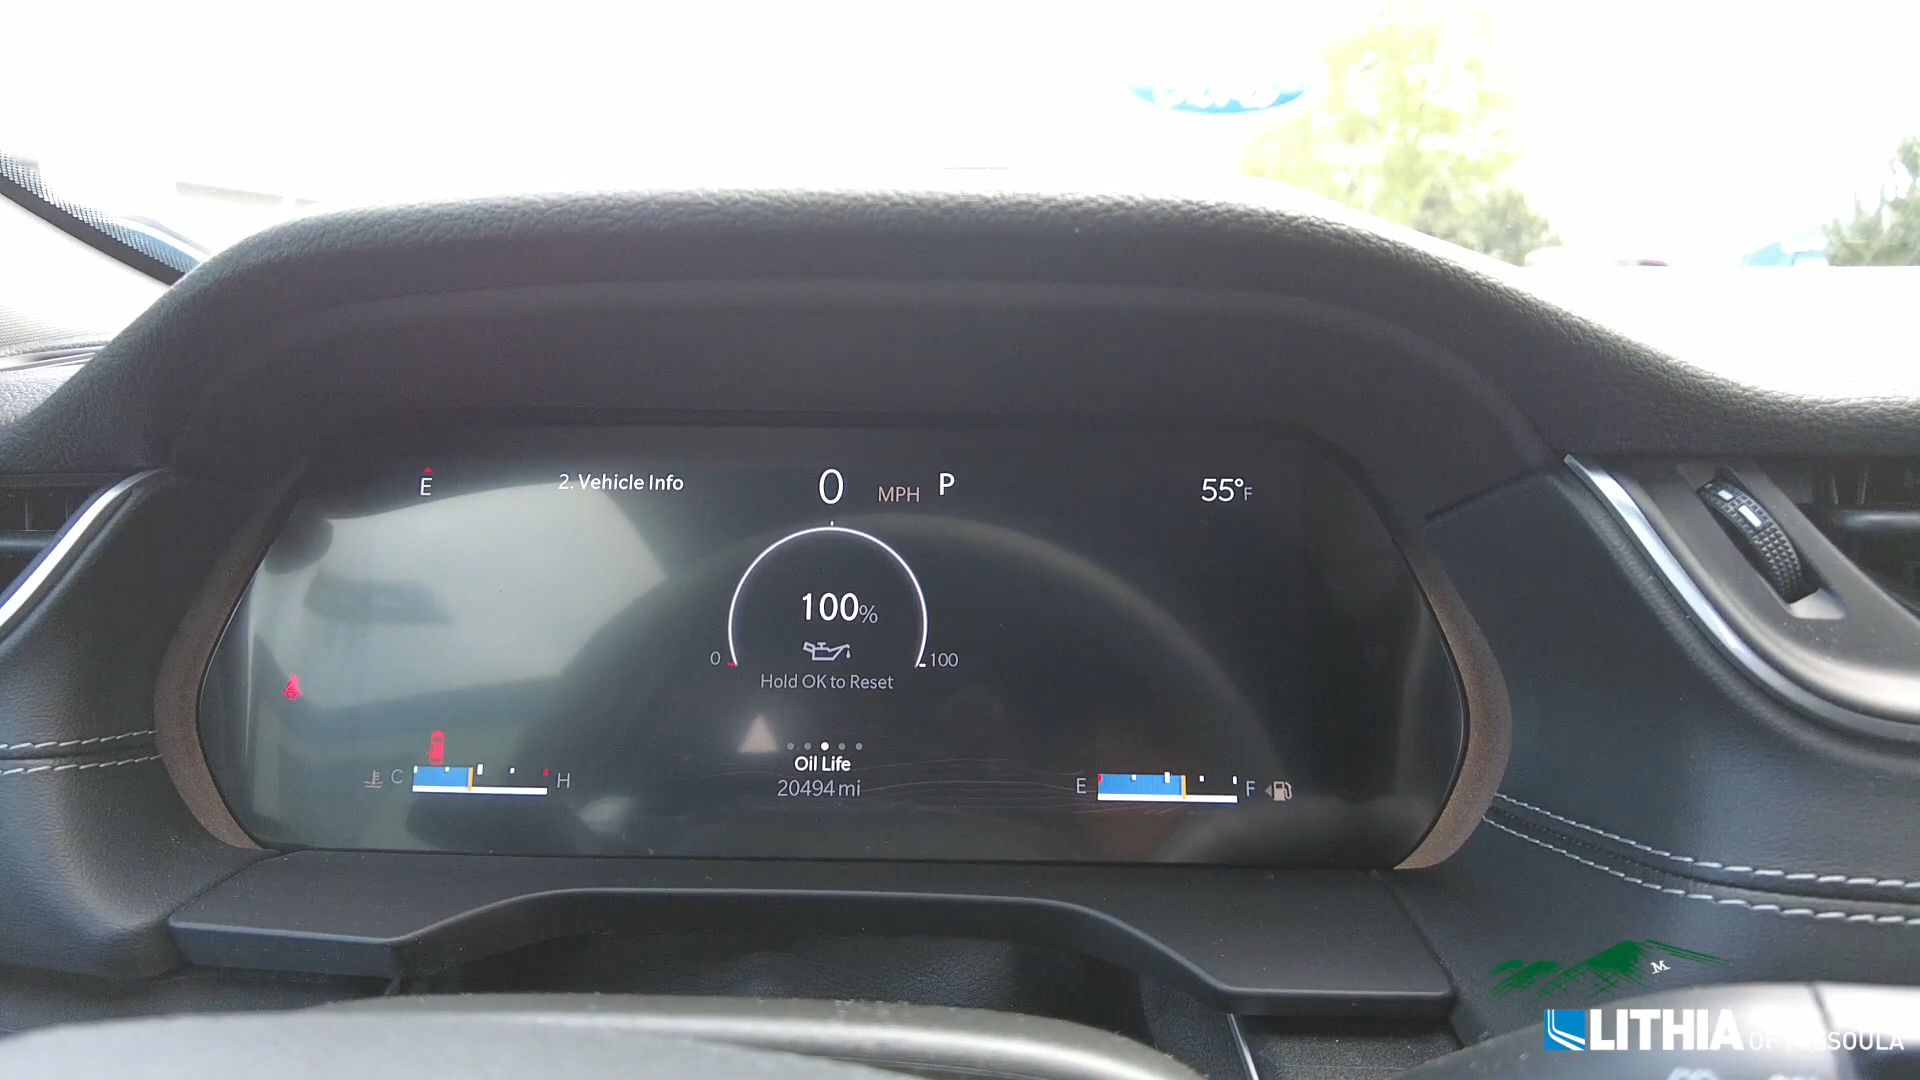 E
2. Vehicle Info
0 MPH P
55°F
100%
0 100
Hold OK to Reset
C H
Oil Life
20494 mi
E F
M
LITHIA